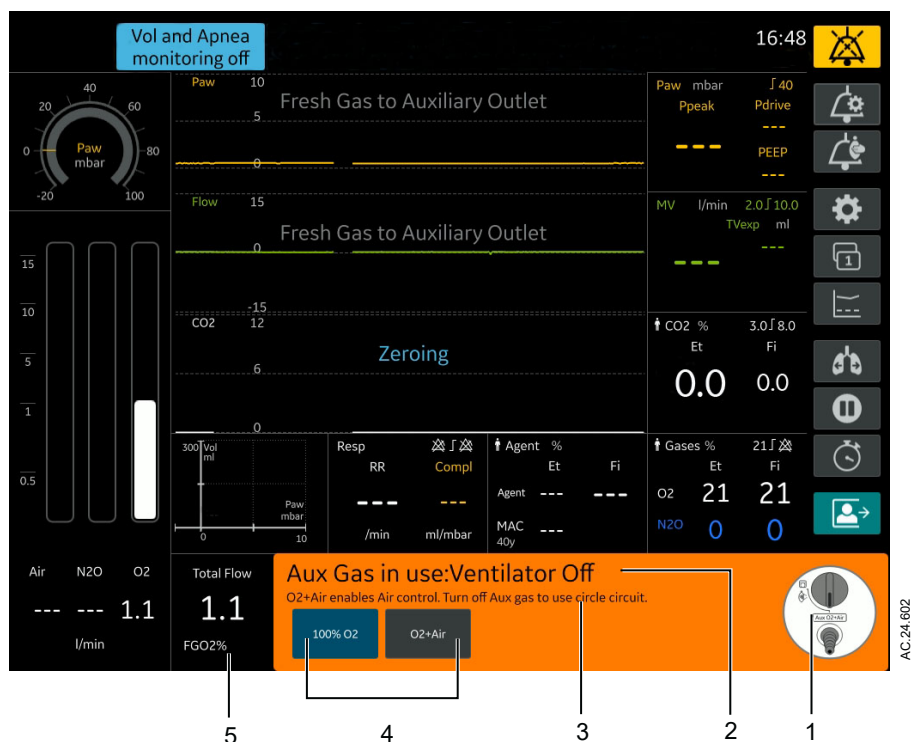 Vol and Apnea
monitoring off
16:48
20
40
60
0
Paw
mbar
80
-20
100
Paw
10
Fresh Gas to Auxiliary Outlet
5
0
Flow
15
Fresh Gas to Auxiliary Outlet
0
-15
CO2
12
Zeroing
6
0
Paw mbar
40
Ppeak
Pdrive
---
---
PEEP
---
MV l/min 2.0 10.0
TVexp ml
---
---
CO2 % 3.0 8.0
Et Fi
0.0 0.0
1
15
10
5
1
0.5
300 Vol
ml
Paw
mbar
0
10
Resp
RR Compl
--- ---
/min ml/mbar
Agent %
Et Fi
Agent --- ---
MAC ---
40y
Gases % 21
Et Fi
O2 21 21
N2O 0 0
Air N2O O2
--- --- 1.1
l/min
Total Flow
1.1
FGO2%
Aux Gas in use:Ventilator Off
O2+Air enables Air control. Turn off Aux gas to use circle circuit.
100% O2
O2+Air
Aux O2+Air
5
4
3
2
1
AC.24.602